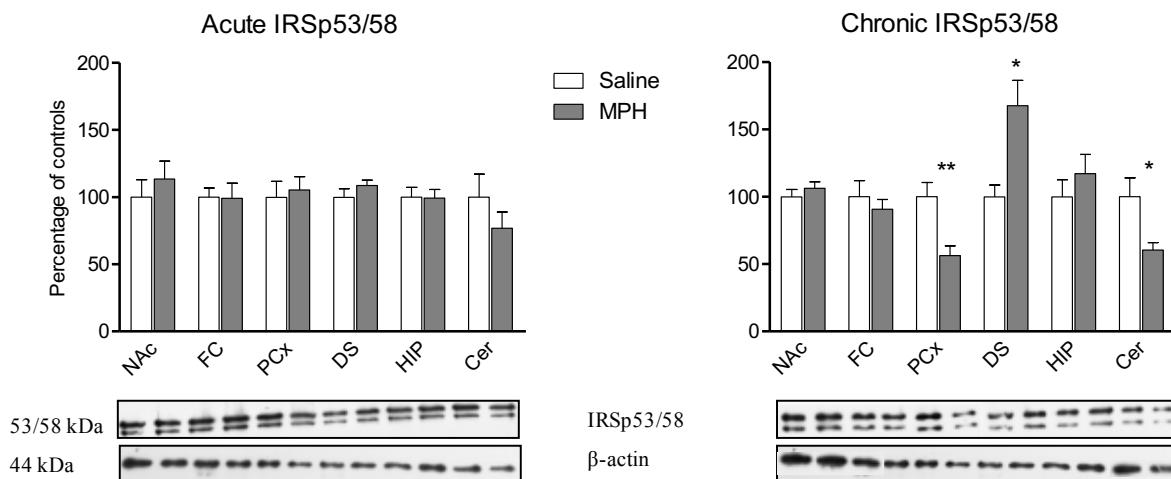 Acute IRSp53/58
Percentage of controls
200
150
100
50
0
NAc
FC
PCx
DS
HIP
Cer
Saline
MPH
Chronic IRSp53/58
200
150
100
50
0
*
**
*
NAc
FC
PCx
DS
HIP
Cer
53/58 kDa
44 kDa
IRSp53/58
β-actin